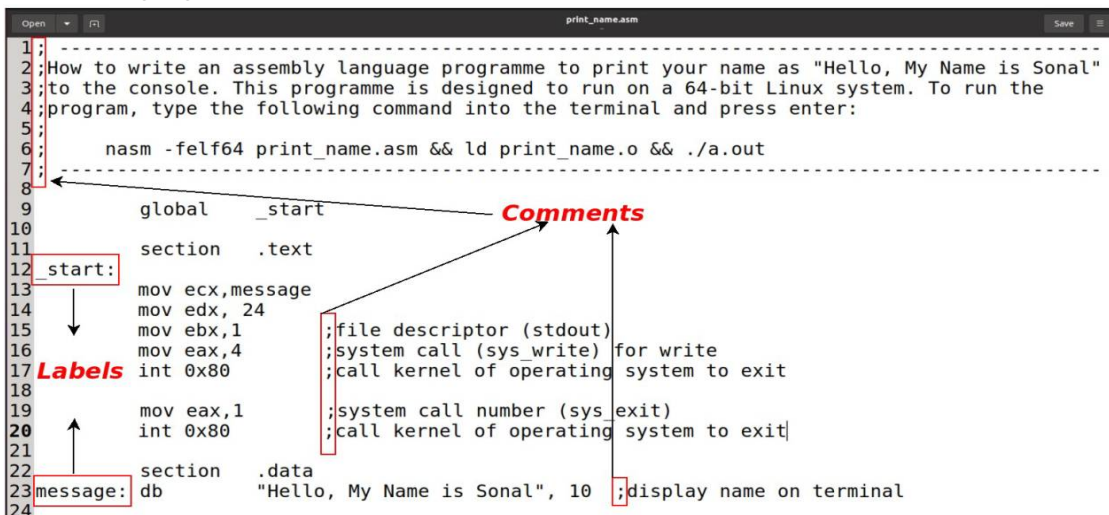 Open
print_name.asm
Save
1 ; --------------------------------------------------------------------------------
2 ;How to write an assembly language programme to print your name as "Hello, My Name is Sonal"
3 ;to the console. This programme is designed to run on a 64-bit Linux system. To run the
4 ;program, type the following command into the terminal and press enter:
5 ;
6 ; nasm -felf64 print_name.asm && ld print_name.o && ./a.out
7 ; --------------------------------------------------------------------------------
8
9 global _start Comments
10
11 section .text
12 _start:
13 mov ecx,message
14 mov edx, 24
15 mov ebx,1 ;file descriptor (stdout)
16 mov eax,4 ;system call (sys_write) for write
17 Labels int 0x80 ;call kernel of operating system to exit
18
19 mov eax,1 ;system call number (sys_exit)
20 int 0x80 ;call kernel of operating system to exit
21
22 section .data
23 message: db "Hello, My Name is Sonal", 10 ;display name on terminal
24